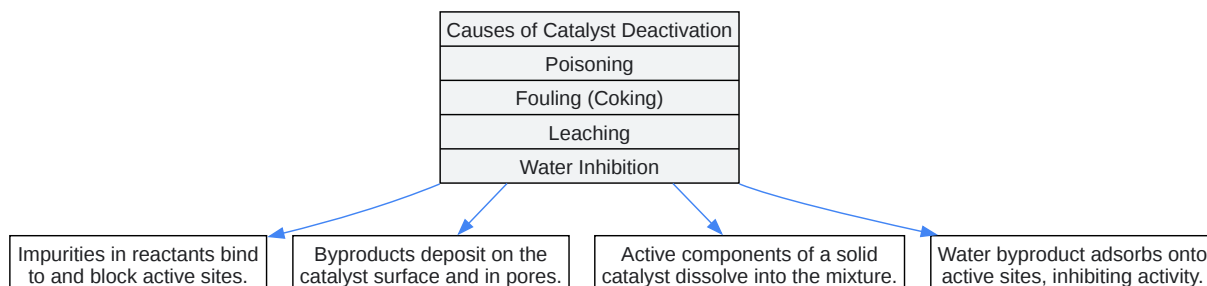 Causes of Catalyst Deactivation
Poisoning
Fouling (Coking)
Leaching
Water Inhibition
Impurities in reactants bind
to and block active sites.
Byproducts deposit on the
catalyst surface and in pores.
Active components of a solid
catalyst dissolve into the mixture.
Water byproduct adsorbs onto
active sites, inhibiting activity.